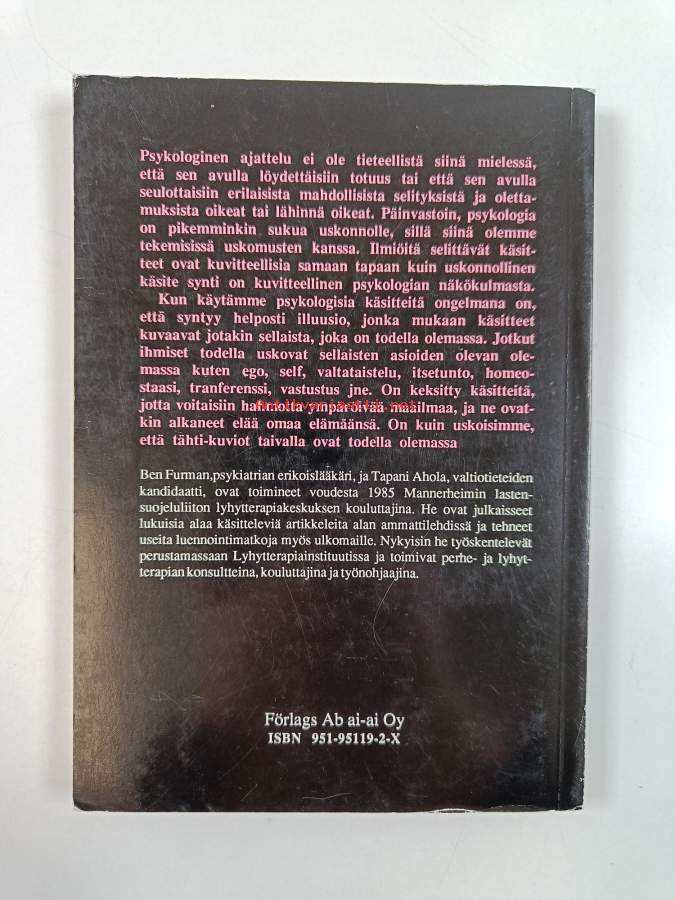 Psykologinen ajattelu ei ole tieteellistä siinä mielessä,
että sen avulla löydettäisiin totuus tai että sen avulla
seulottaisiin erilaisista mahdollisista selityksistä ja oletta-
muksista oikeat tai lähinnä oikeat. Päinvastoin, psykologia
on pikemminkin sukua uskonnolle, sillä siinä olemme
tekemisissä uskomusten kanssa. Ilmiöitä selittävät käsit-
teet ovat kuvitteellisia samaan tapaan kuin uskonnollinen
käsite synti on kuvitteellinen psykologian näkökulmasta.
Kun käytämme psykologisia käsitteitä ongelmana on,
että syntyy helposti illuusio, jonka mukaan käsitteet
kuvaavat jotakin sellaista, joka on todella olemassa. Jotkut
ihmiset todella uskovat sellaisten asioiden olevan ole-
massa kuten ego, self, valtataistelu, itsetunto, homeo-
staasi, tranferenssi, vastustus jne. On keksitty käsitteitä,
jotta voitaisiin maailmaa, ja ne ovat-
kin alkaneet elää omaa elämäänsä. On kuin uskoisimme,
että tähti-kuviot taivalla ovat todella olemassa
Ben Furman,psykiatrian erikoislääkäri, ja Tapani Ahola, valtiotieteiden
kandidaatti, ovat toimineet voudesta 1985 Mannerheimin lasten-
suojeluliiton lyhytterapiakeskuksen kouluttajina. He ovat julkaisseet
lukuisia alaa käsitteleviä artikkeleita alan ammattilehdissä ja tehneet
useita luennointimatkoja myös ulkomaille. Nykyisin he työskentelevät
perustamassaan Lyhytterapiainstituutissa ja toimivat perhe- ja lyhyt-
terapian konsultteina, kouluttajina ja työnohjaajina.
Förlags Ab ai-ai Oy
ISBN 951-95119-2-X